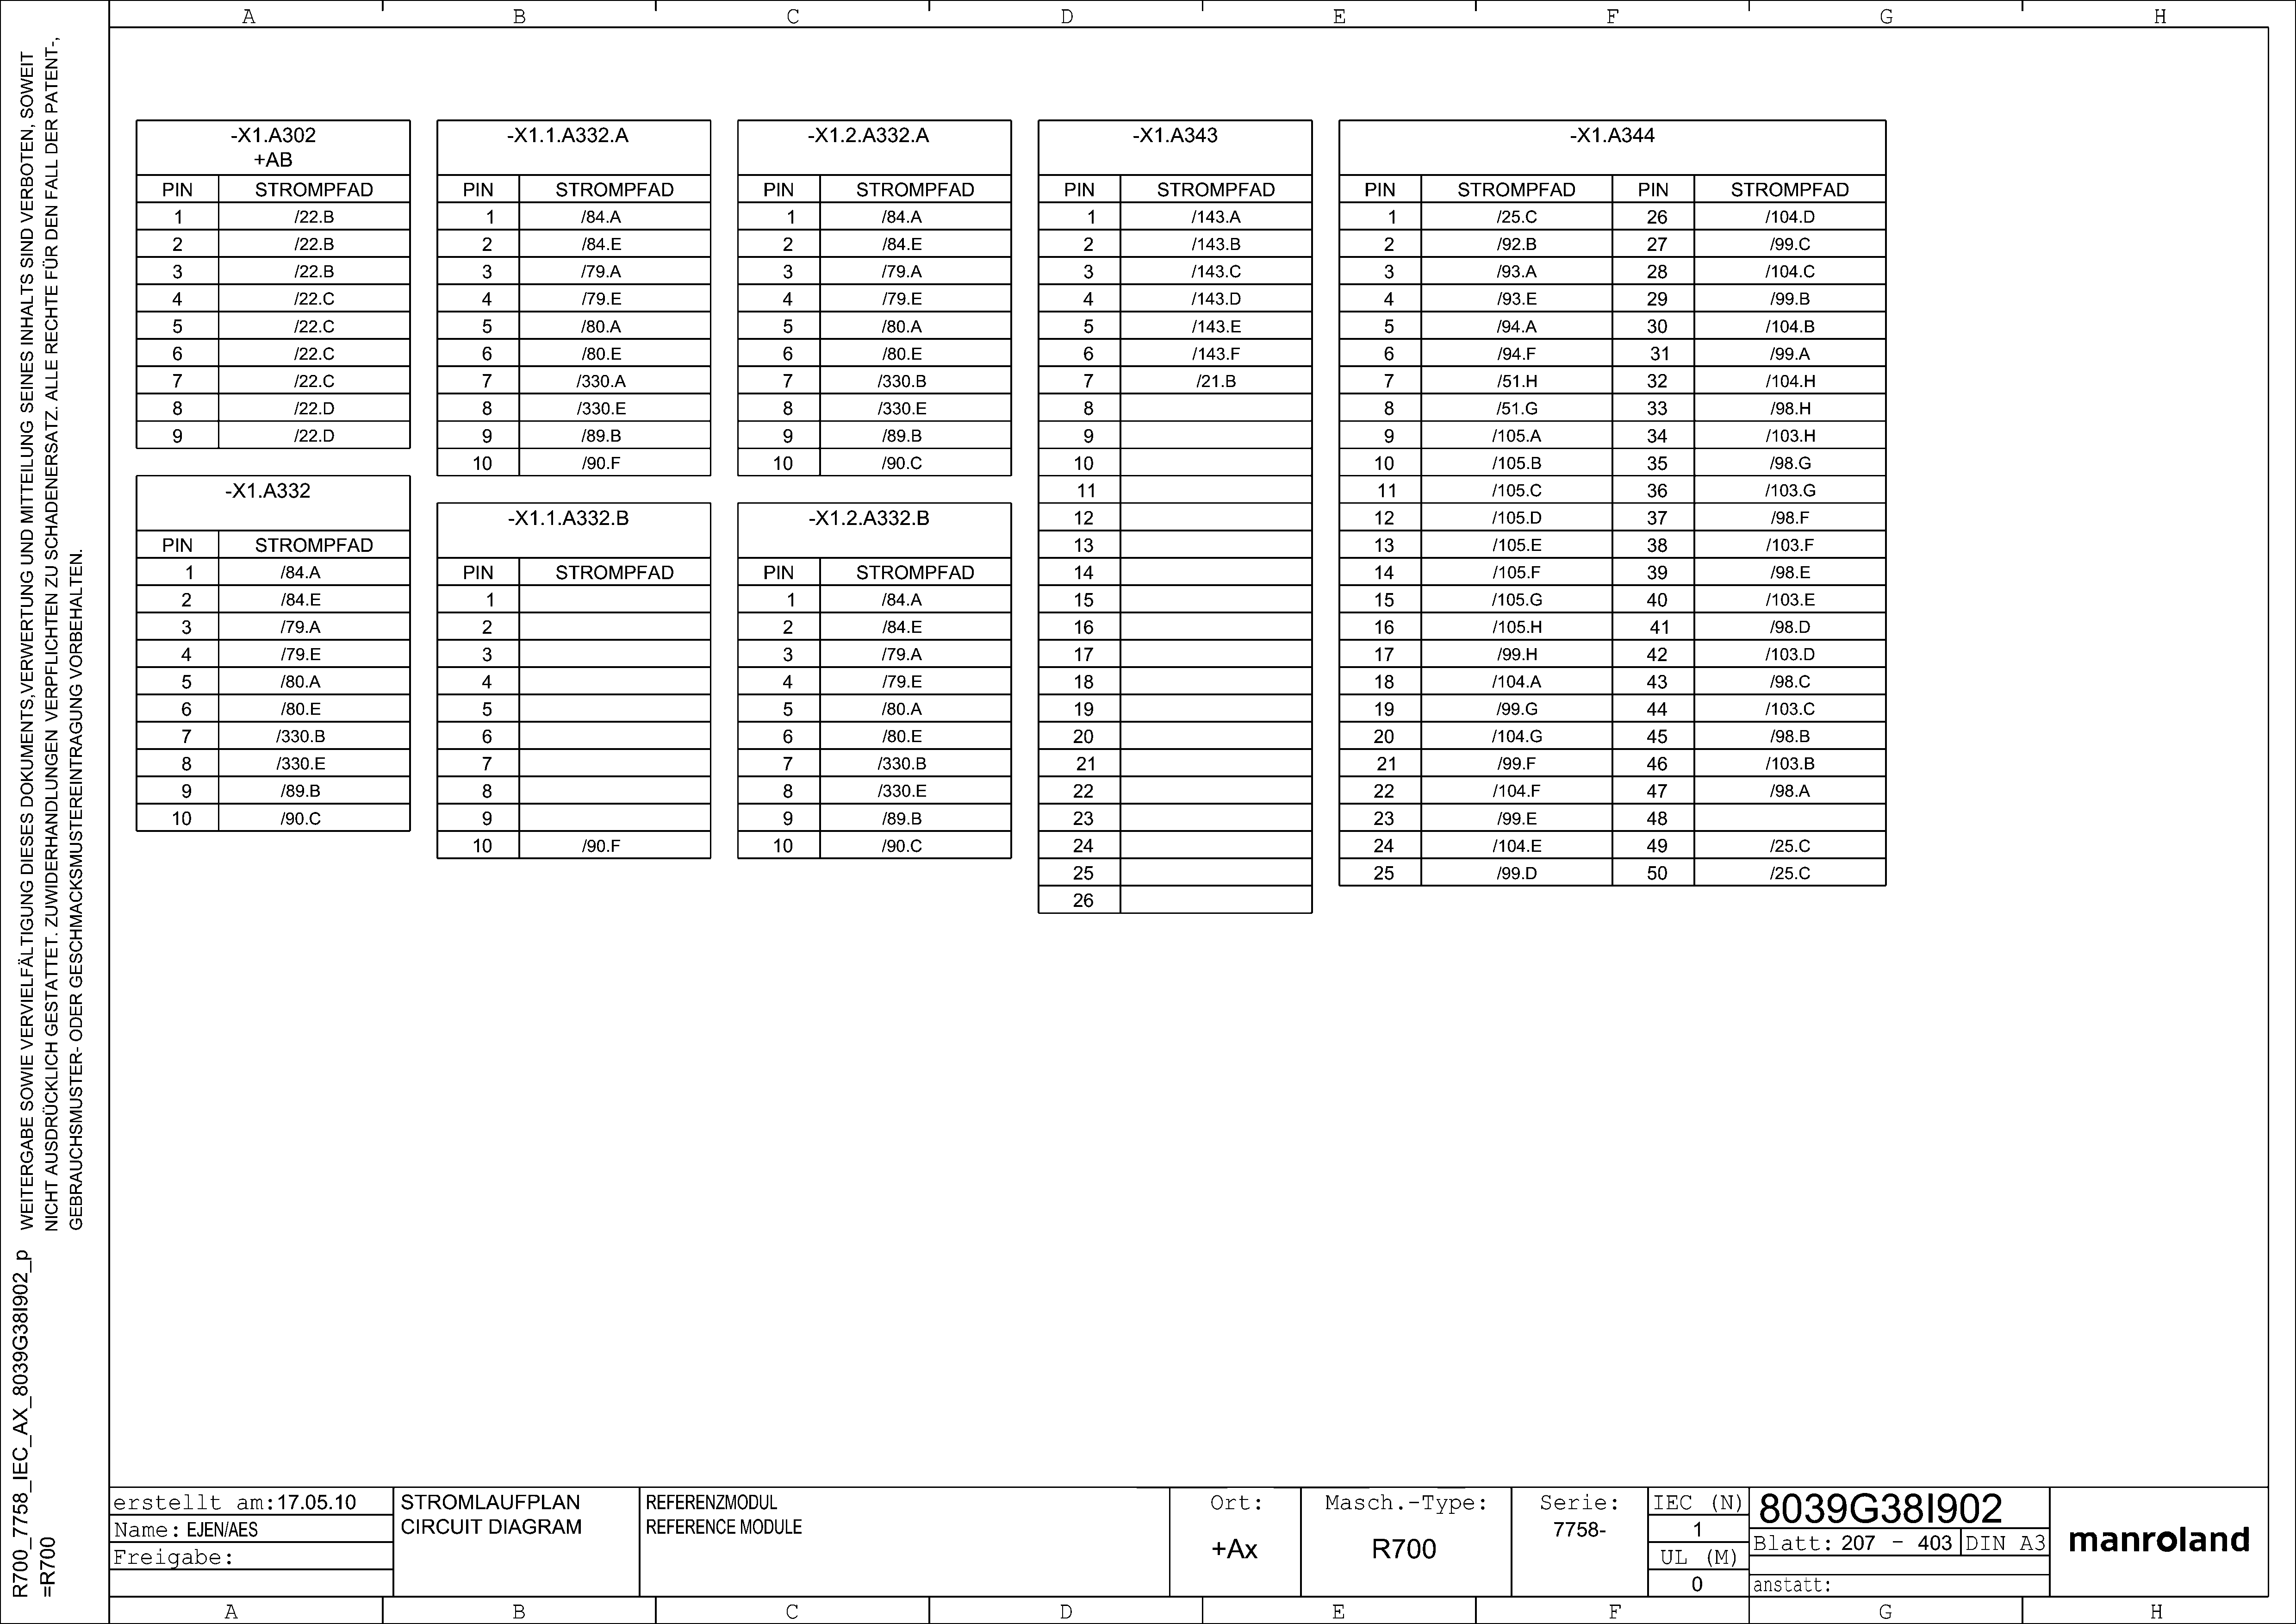 A B C D E F G H
WEITERGABE SOWIE VERVIELFÄLTIGUNG DIESES DOKUMENTS,VERWERTUNG UND MITTEILUNG SEINES INHALTS SIND VERBOTEN, SOWEIT
NICHT AUSDRÜCKLICH GESTATTET. ZUWIDERHANDLUNGEN VERPFLICHTEN ZU SCHADENERSATZ. ALLE RECHTE FÜR DEN FALL DER PATENT-,
GEBRAUCHSMUSTER- ODER GESCHMACKSMUSTEREINTRAGUNG VORBEHALTEN.
R700_7758_IEC_AX_8039G38I902_p
=R700
-X1.A302
+AB
PIN STROMPFAD
1 /22.B
2 /22.B
3 /22.B
4 /22.C
5 /22.C
6 /22.C
7 /22.C
8 /22.D
9 /22.D
-X1.A332
PIN STROMPFAD
1 /84.A
2 /84.E
3 /79.A
4 /79.E
5 /80.A
6 /80.E
7 /330.B
8 /330.E
9 /89.B
10 /90.C
-X1.1.A332.A
PIN STROMPFAD
1 /84.A
2 /84.E
3 /79.A
4 /79.E
5 /80.A
6 /80.E
7 /330.A
8 /330.E
9 /89.B
10 /90.F
-X1.1.A332.B
PIN STROMPFAD
1
2
3
4
5
6
7
8
9
10 /90.F
-X1.2.A332.A
PIN STROMPFAD
1 /84.A
2 /84.E
3 /79.A
4 /79.E
5 /80.A
6 /80.E
7 /330.B
8 /330.E
9 /89.B
10 /90.C
-X1.2.A332.B
PIN STROMPFAD
1 /84.A
2 /84.E
3 /79.A
4 /79.E
5 /80.A
6 /80.E
7 /330.B
8 /330.E
9 /89.B
10 /90.C
-X1.A343
PIN STROMPFAD
1 /143.A
2 /143.B
3 /143.C
4 /143.D
5 /143.E
6 /143.F
7 /21.B
8
9
10
11
12
13
14
15
16
17
18
19
20
21
22
23
24
25
26
-X1.A344
PIN STROMPFAD PIN STROMPFAD
1 /25.C 26 /104.D
2 /92.B 27 /99.C
3 /93.A 28 /104.C
4 /93.E 29 /99.B
5 /94.A 30 /104.B
6 /94.F 31 /99.A
7 /51.H 32 /104.H
8 /51.G 33 /98.H
9 /105.A 34 /103.H
10 /105.B 35 /98.G
11 /105.C 36 /103.G
12 /105.D 37 /98.F
13 /105.E 38 /103.F
14 /105.F 39 /98.E
15 /105.G 40 /103.E
16 /105.H 41 /98.D
17 /99.H 42 /103.D
18 /104.A 43 /98.C
19 /99.G 44 /103.C
20 /104.G 45 /98.B
21 /99.F 46 /103.B
22 /104.F 47 /98.A
23 /99.E 48
24 /104.E 49 /25.C
25 /99.D 50 /25.C
erstellt am:17.05.10
Name: EJEN/AES
Freigabe:
STROMLAUFPLAN
CIRCUIT DIAGRAM
REFERENZMODUL
REFERENCE MODULE
Ort:
+Ax
Masch.-Type:
R700
Serie:
7758-
IEC (N)
1
UL (M)
0
8039G38I902
Blatt: 207 - 403 DIN A3
anstatt:
manroland
A B C D E F G H